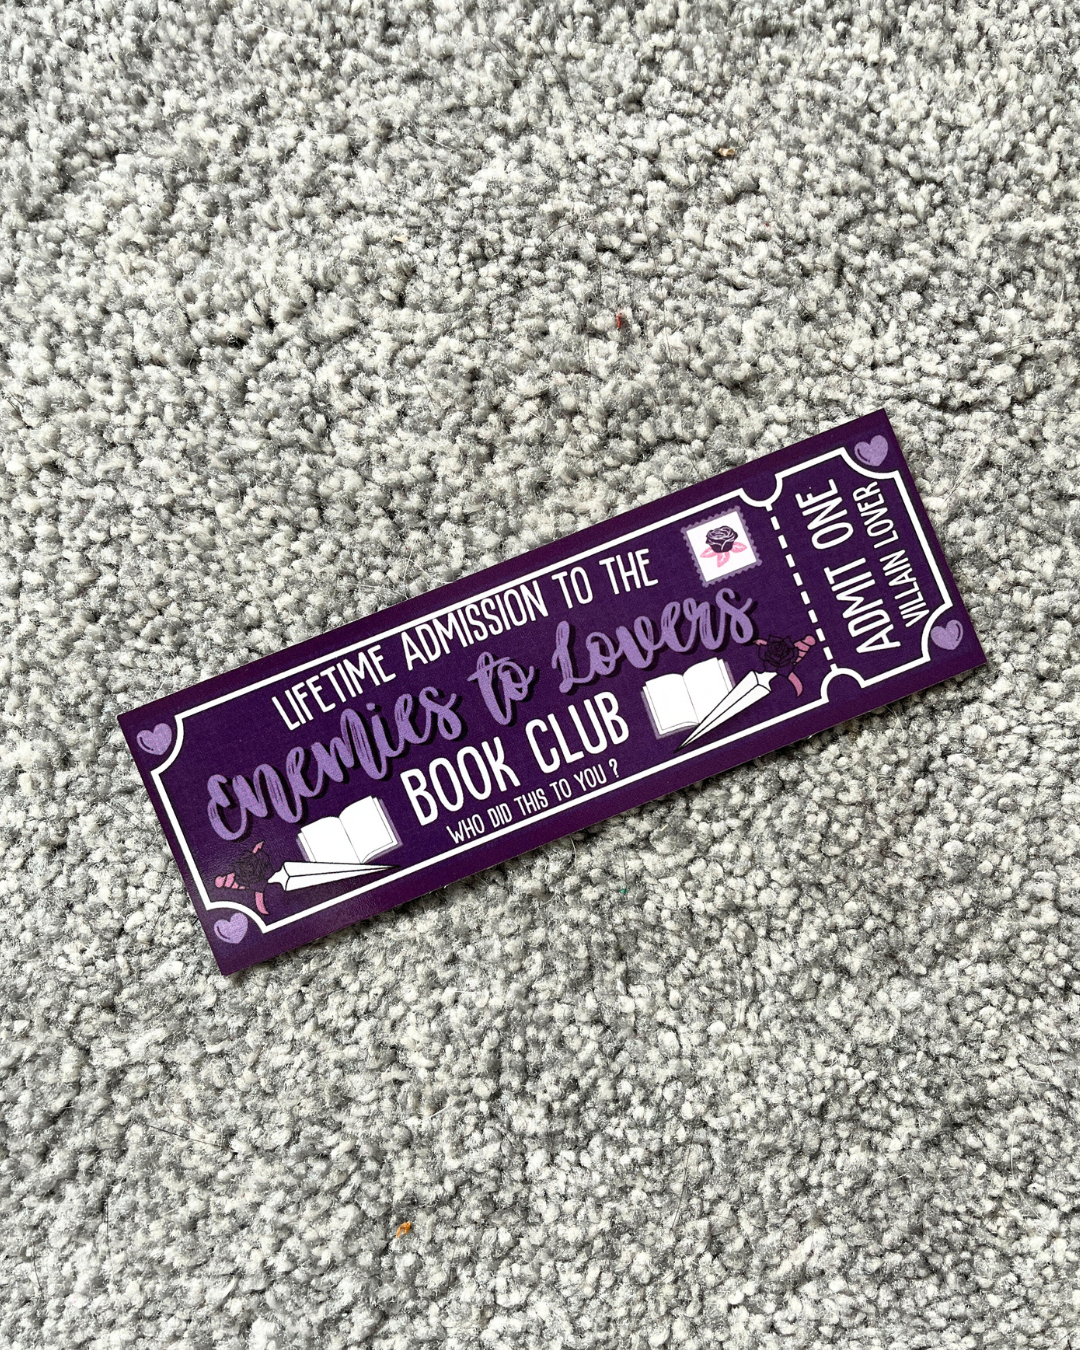 LIFETIME ADMISSION TO THE
enemies to Lovers
BOOK CLUB
WHO DID THIS TO YOU ?
ADMIT ONE
VILLAIN LOVER